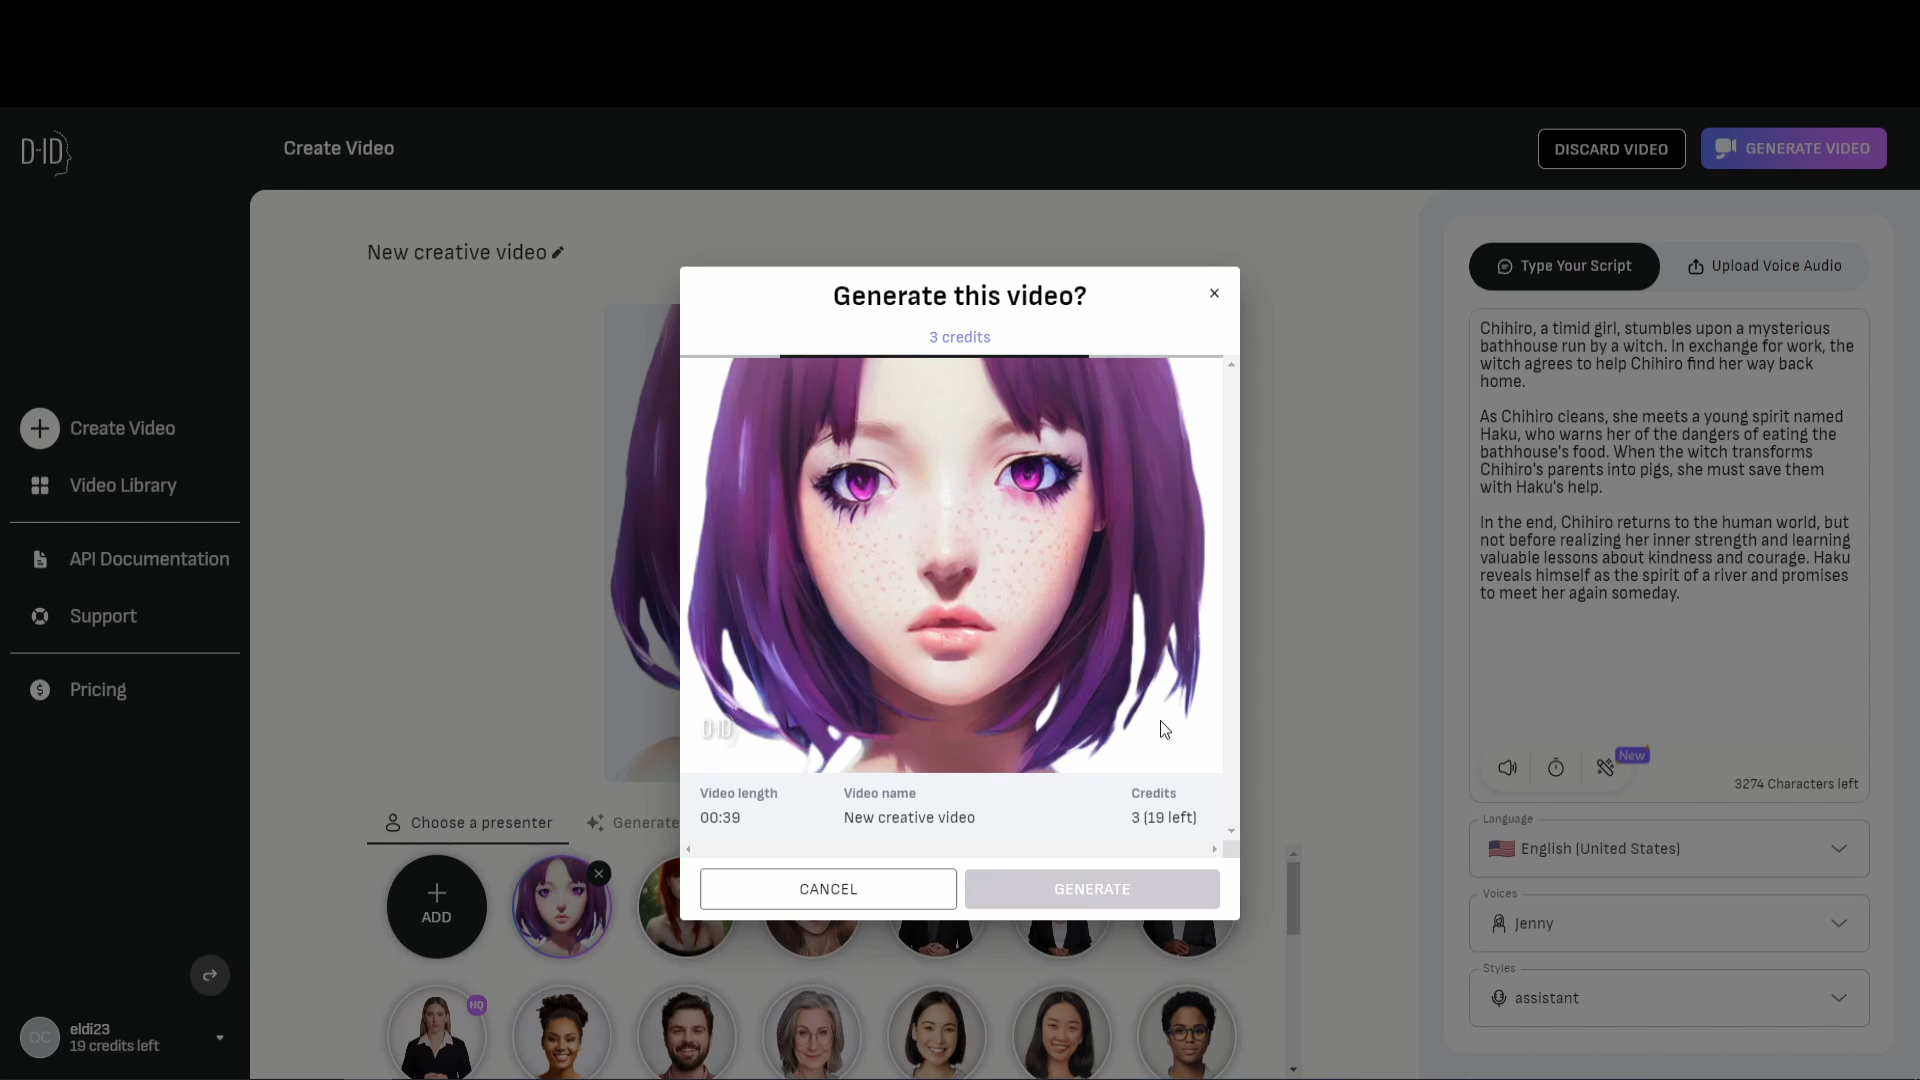 D-ID
Create Video
DISCARD VIDEO
GENERATE VIDEO
New creative video
Create Video
Video Library
API Documentation
Support
Pricing
OC
eldi23
19 credits left
Generate this video?
3 credits
D-ID
Video length
Video name
Credits
00:39
New creative video
3 (19 left)
CANCEL
GENERATE
Choose a presenter
Generate
ADD
HQ
Type Your Script
Upload Voice Audio
Chihiro, a timid girl, stumbles upon a mysterious
bathhouse run by a witch. In exchange for work, the
witch agrees to help Chihiro find her way back
home.
As Chihiro cleans, she meets a young spirit named
Haku, who warns her of the dangers of eating the
bathhouse's food. When the witch transforms
Chihiro's parents into pigs, she must save them
with Haku's help.
In the end, Chihiro returns to the human world, but
not before realizing her inner strength and learning
valuable lessons about kindness and courage. Haku
reveals himself as the spirit of a river and promises
to meet her again someday.
New
3274 Characters left
Language
English (United States)
Voices
Jenny
Styles
assistant